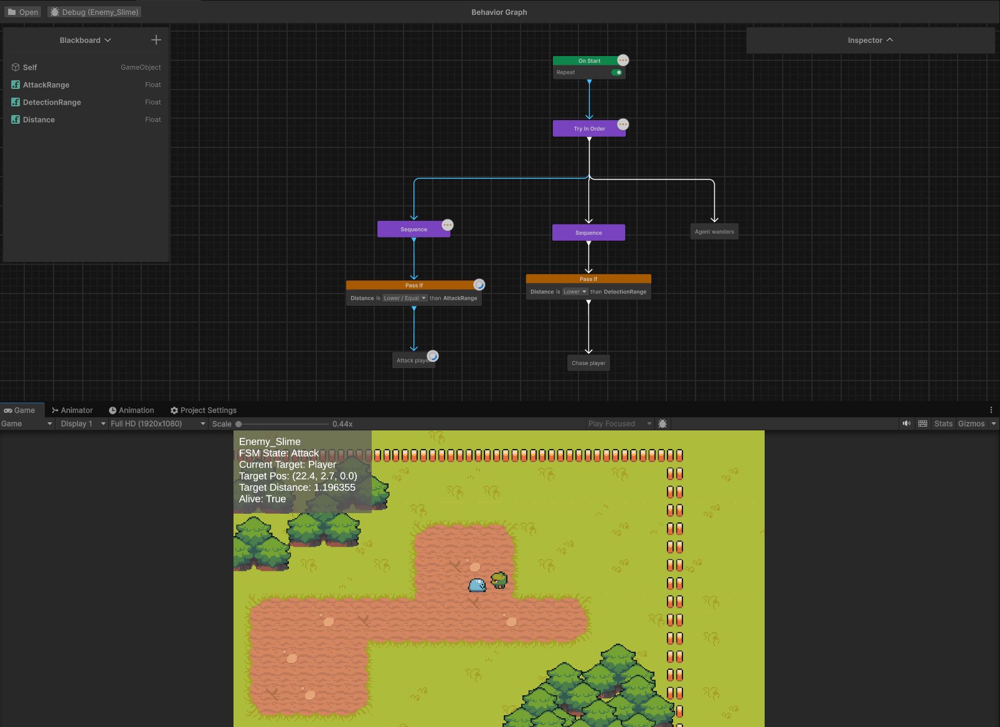 Open
Debug (Enemy_Slime)
Behavior Graph
Blackboard
Inspector
Self GameObject
AttackRange Float
DetectionRange Float
Distance Float
On Start
Repeat
Try In Order
Sequence
Sequence
Agent wanders
Pass If
Distance is Lower / Equal than AttackRange
Pass If
Distance is Lower than DetectionRange
Attack player
Chase player
Game
Animator
Animation
Project Settings
Game
Display 1
Full HD (1920x1080)
Scale
0.44x
Play Focused
Stats
Gizmos
Enemy_Slime
FSM State: Attack
Current Target: Player
Target Pos: (22.4, 2.7, 0.0)
Target Distance: 1.196355
Alive: True